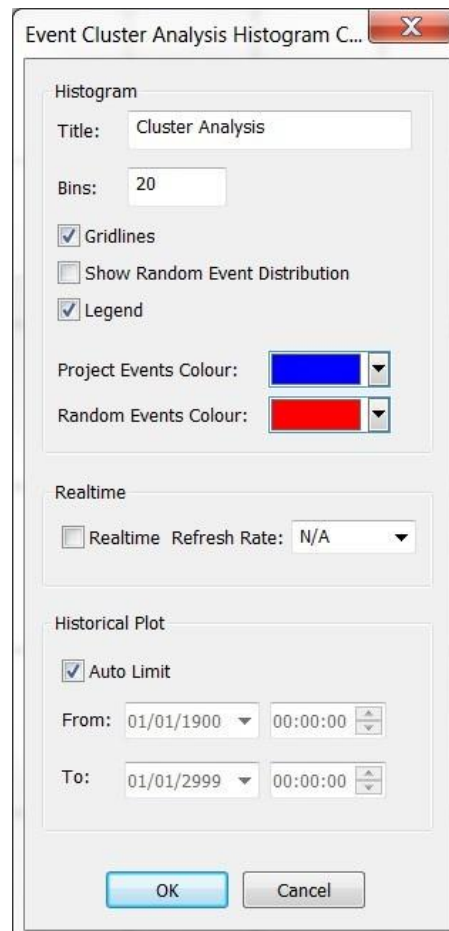 Event Cluster Analysis Histogram C...
Histogram
Title: Cluster Analysis
Bins: 20
Gridlines
Show Random Event Distribution
Legend
Project Events Colour:
Random Events Colour:
Realtime
Realtime Refresh Rate: N/A
Historical Plot
Auto Limit
From: 01/01/1900 00:00:00
To: 01/01/2999 00:00:00
OK Cancel